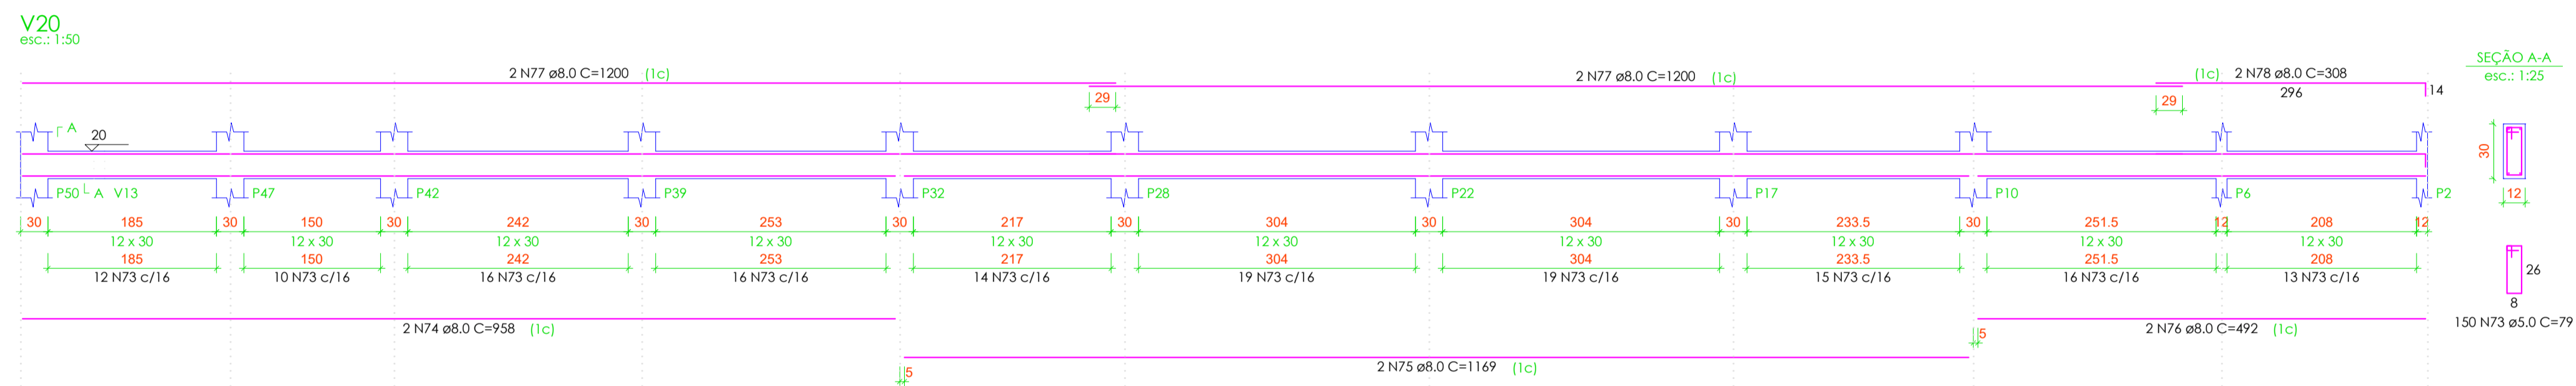 V20
esc.: 1:50
2 N77 ø8.0 C=1200 (1c)
2 N77 ø8.0 C=1200 (1c)
(1c) 2 N78 ø8.0 C=308
SEÇÃO A-A
esc.: 1:25
29
29
296
14
A
20
30
P50 A V13 P47 P42 P39 P32 P28 P22 P17 P10 P6 P2
12
30 185 30 150 30 242 30 253 30 217 30 304 30 304 30 233.5 30 251.5 12 208 12
12 x 30 12 x 30 12 x 30 12 x 30 12 x 30 12 x 30 12 x 30 12 x 30 12 x 30 12 x 30
185 150 242 253 217 304 304 233.5 251.5 208
12 N73 c/16 10 N73 c/16 16 N73 c/16 16 N73 c/16 14 N73 c/16 19 N73 c/16 19 N73 c/16 15 N73 c/16 16 N73 c/16 13 N73 c/16
26
8
150 N73 ø5.0 C=79
2 N74 ø8.0 C=958 (1c)
2 N76 ø8.0 C=492 (1c)
5
2 N75 ø8.0 C=1169 (1c)
5